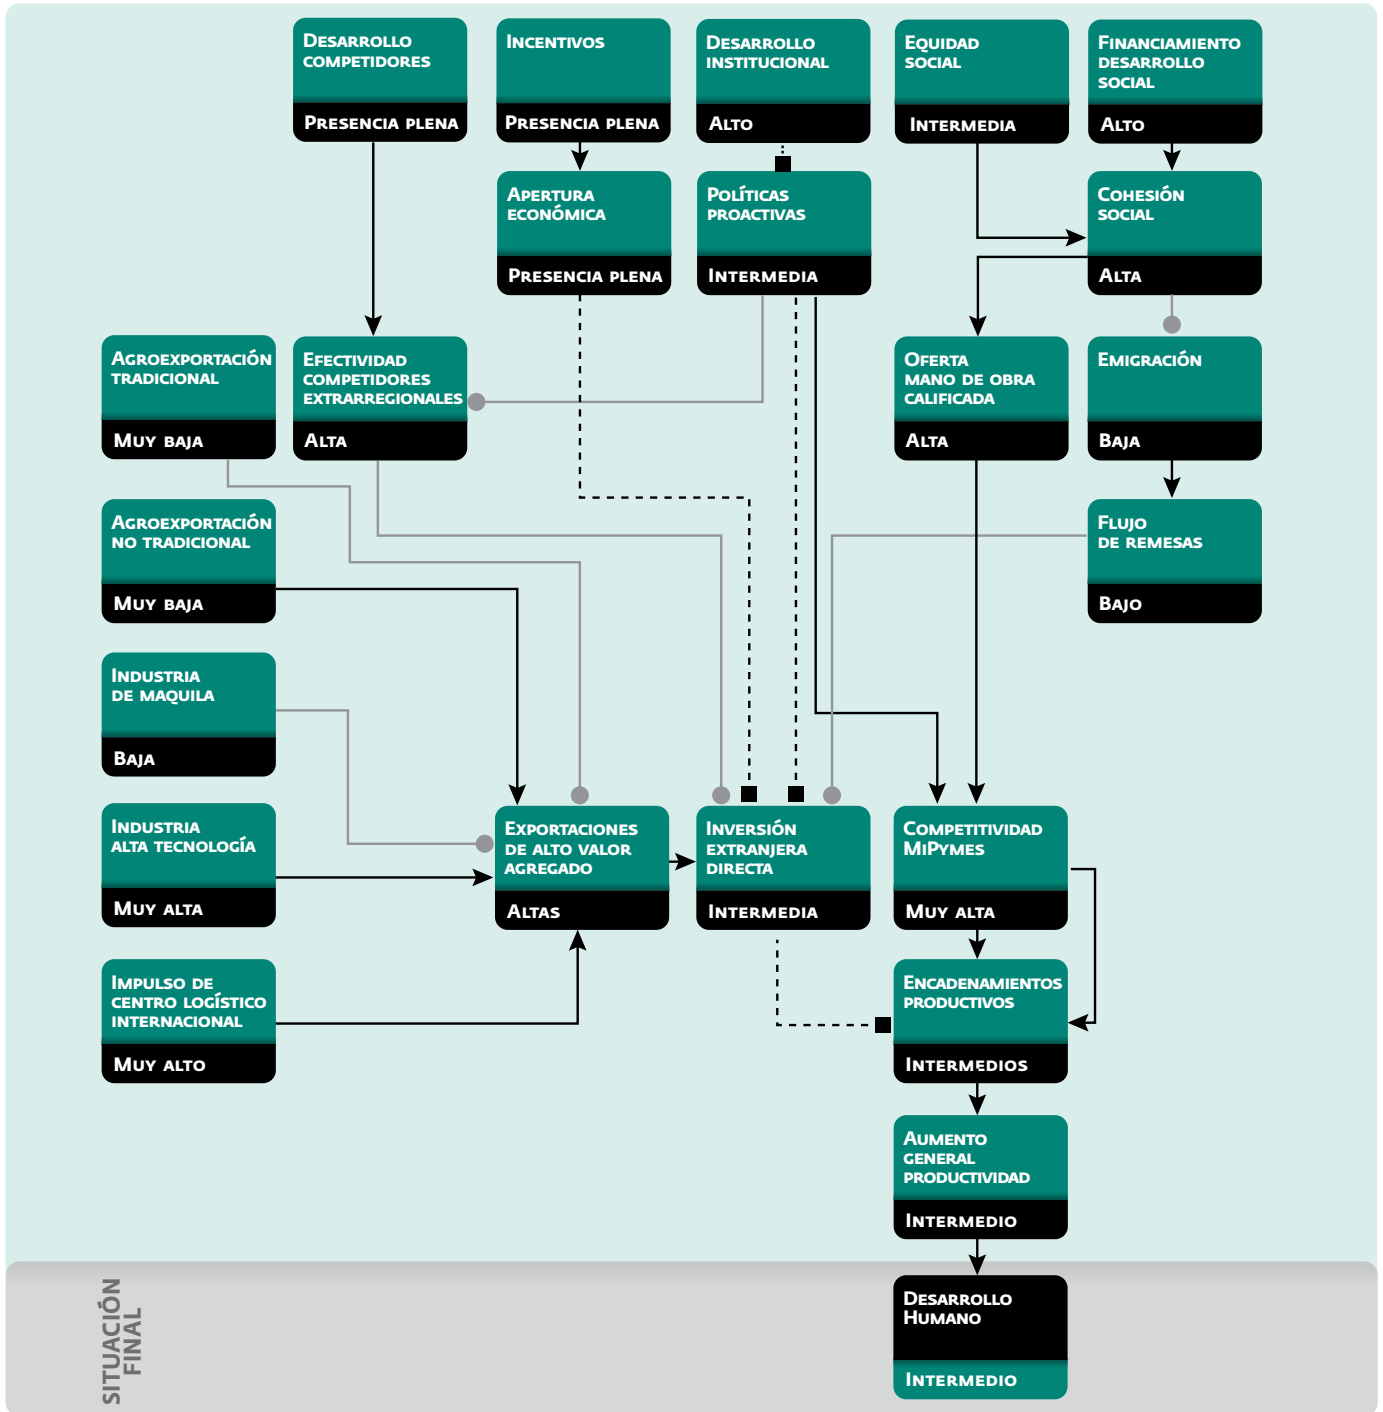 Desarrollo
competidores
Presencia plena
Incentivos
Presencia plena
Desarrollo
institucional
Alto
Equidad
social
Intermedia
Financiamiento
desarrollo
social
Alto
Apertura
económica
Presencia plena
Políticas
proactivas
Intermedia
Cohesión
social
Alta
Agroexportación
tradicional
Muy baja
Efectividad
competidores
extrarregionales
Alta
Oferta
mano de obra
calificada
Alta
Emigración
Baja
Agroexportación
no tradicional
Muy baja
Flujo
de remesas
Bajo
Industria
de maquila
Baja
Industria
alta tecnología
Muy alta
Exportaciones
de alto valor
agregado
Altas
Inversión
extranjera
directa
Intermedia
Competitividad
MiPymes
Muy alta
Impulso de
centro logístico
internacional
Muy alto
Encadenamientos
productivos
Intermedios
Aumento
general
productividad
Intermedio
SITUACIÓN
FINAL
Desarrollo
Humano
Intermedio